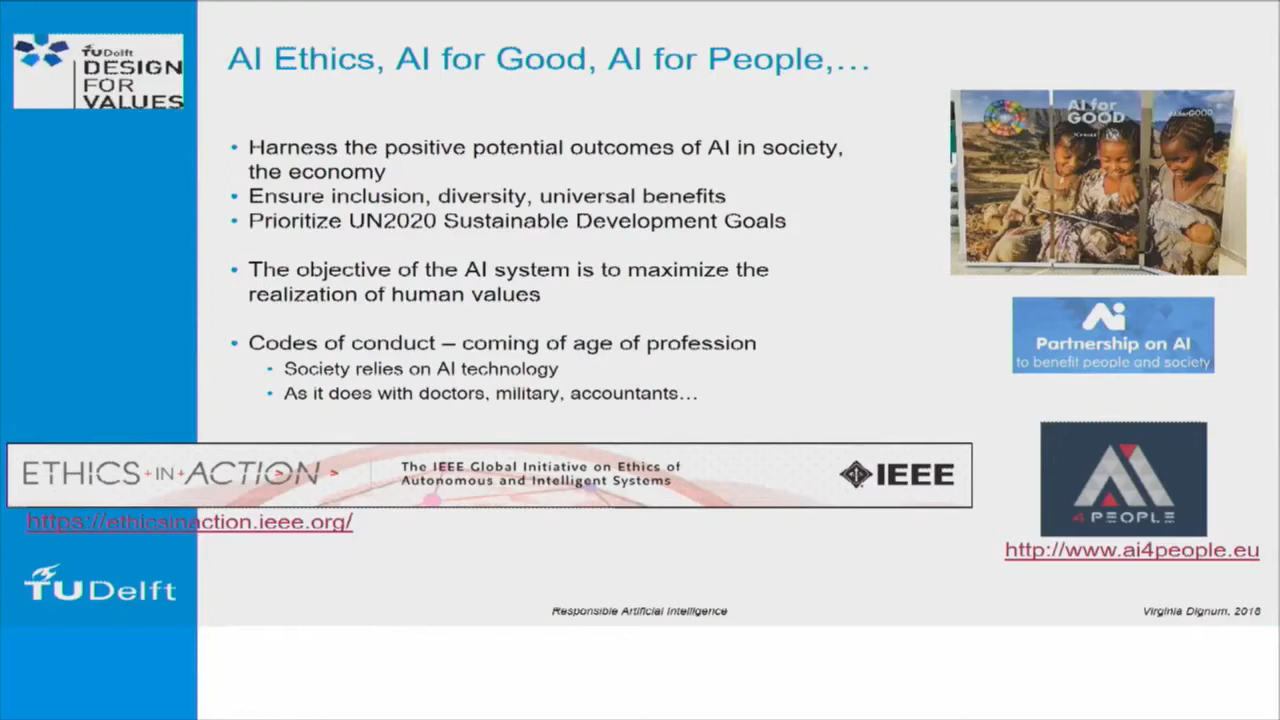 TUDelft
DESIGN
FOR
VALUES
AI Ethics, AI for Good, AI for People,…
• Harness the positive potential outcomes of AI in society,
the economy
• Ensure inclusion, diversity, universal benefits
• Prioritize UN2020 Sustainable Development Goals
• The objective of the AI system is to maximize the
realization of human values
• Codes of conduct – coming of age of profession
• Society relies on AI technology
• As it does with doctors, military, accountants…
AI for
GOOD
AI for GOOD
Partnership on AI
to benefit people and society
ETHICS IN ACTION
The IEEE Global Initiative on Ethics of
Autonomous and Intelligent Systems
IEEE
https://ethicsinaction.ieee.org/
4 PEOPLE
http://www.ai4people.eu
TUDelft
Responsible Artificial Intelligence
Virginia Dignum, 2018